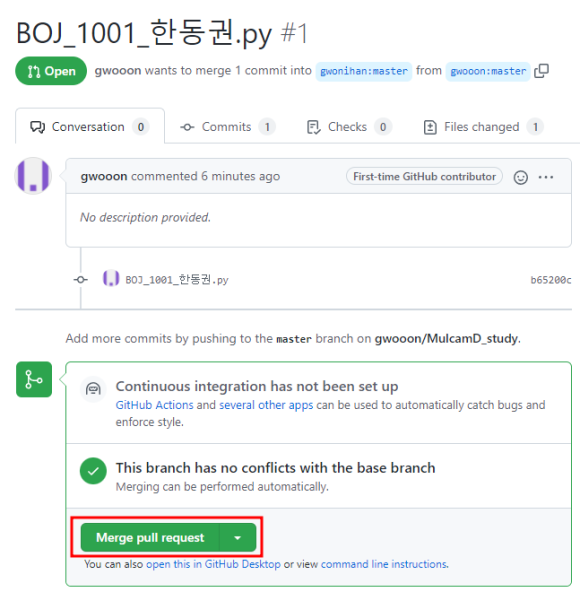 BOJ_1001_한동권.py #1
Open gwooon wants to merge 1 commit into gwonihan:master from gwooon:master
Conversation 0 Commits 1 Checks 0 Files changed 1
gwooon commented 6 minutes ago First-time GitHub contributor
No description provided.
BOJ_1001_한동권.py b65200c
Add more commits by pushing to the master branch on gwooon/MulcamD_study.
Continuous integration has not been set up
GitHub Actions and several other apps can be used to automatically catch bugs and
enforce style.
This branch has no conflicts with the base branch
Merging can be performed automatically.
Merge pull request
You can also open this in GitHub Desktop or view command line instructions.